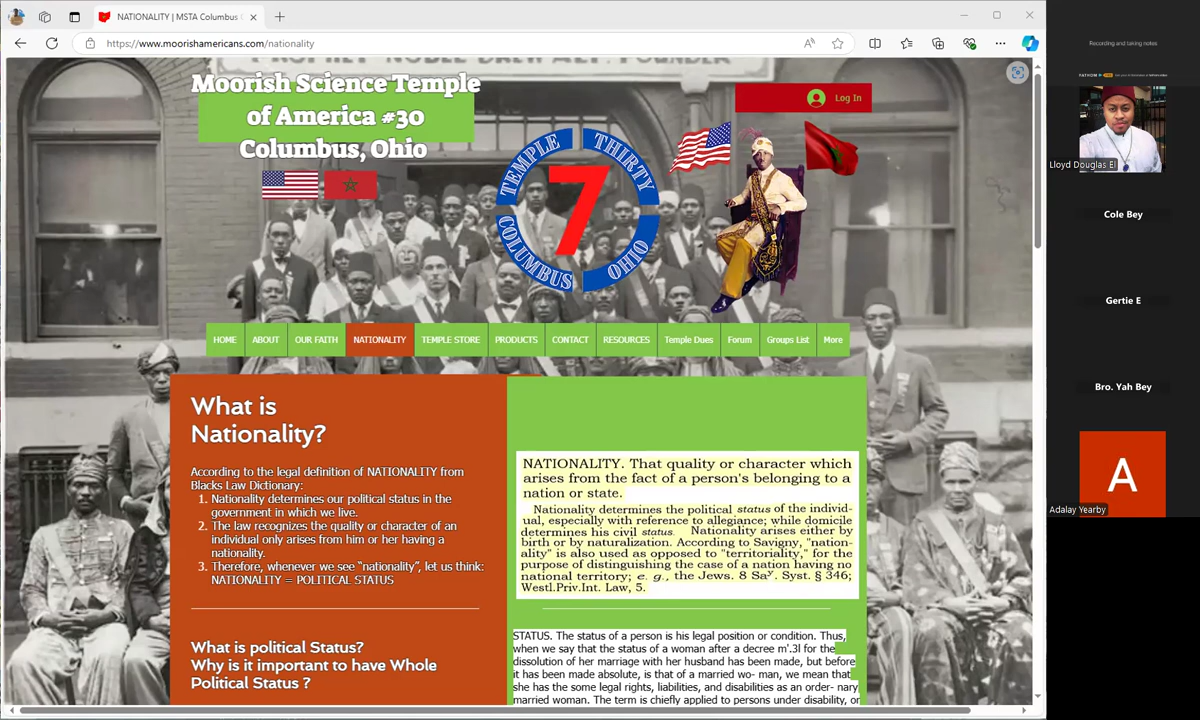 NATIONALITY | MSTA Columbus
https://www.moorishamericans.com/nationality
Recording and taking notes
FATHOM
Moorish Science Temple
of America #30
Columbus, Ohio
Log In
TEMPLE THIRTY
7
COLUMBUS OHIO
HOME
ABOUT
OUR FAITH
NATIONALITY
TEMPLE STORE
PRODUCTS
CONTACT
RESOURCES
Temple Dues
Forum
Groups List
More
What is
Nationality?
According to the legal definition of NATIONALITY from
Blacks Law Dictionary:
1. Nationality determines our political status in the
government in which we live.
2. The law recognizes the quality or character of an
individual only arises from him or her having a
nationality.
3. Therefore, whenever we see "nationality", let us think:
NATIONALITY = POLITICAL STATUS
What is political Status?
Why is it important to have Whole
Political Status ?
NATIONALITY. That quality or character which
arises from the fact of a person's belonging to a
nation or state.
Nationality determines the political status of the individ-
ual, especially with reference to allegiance; while domicile
determines his civil status. Nationality arises either by
birth or by naturalization. According to Savigny, "nation-
ality" is also used as opposed to "territoriality," for the
purpose of distinguishing the case of a nation having no
national territory; e. g., the Jews. 8 Say. Syst. § 346;
Westl.Priv.Int. Law, 5.
STATUS. The status of a person is his legal position or condition. Thus,
when we say that the status of a woman after a decree m'.3l for the
dissolution of her marriage with her husband has been made, but before
it has been made absolute, is that of a married wo- man, we mean that
she has the some legal rights, liabilities, and disabilities as an order- nary
married woman. The term is chiefly applied to persons under disability, or
Lloyd Douglas El
Cole Bey
Gertie E
Bro. Yah Bey
A
Adalay Yearby